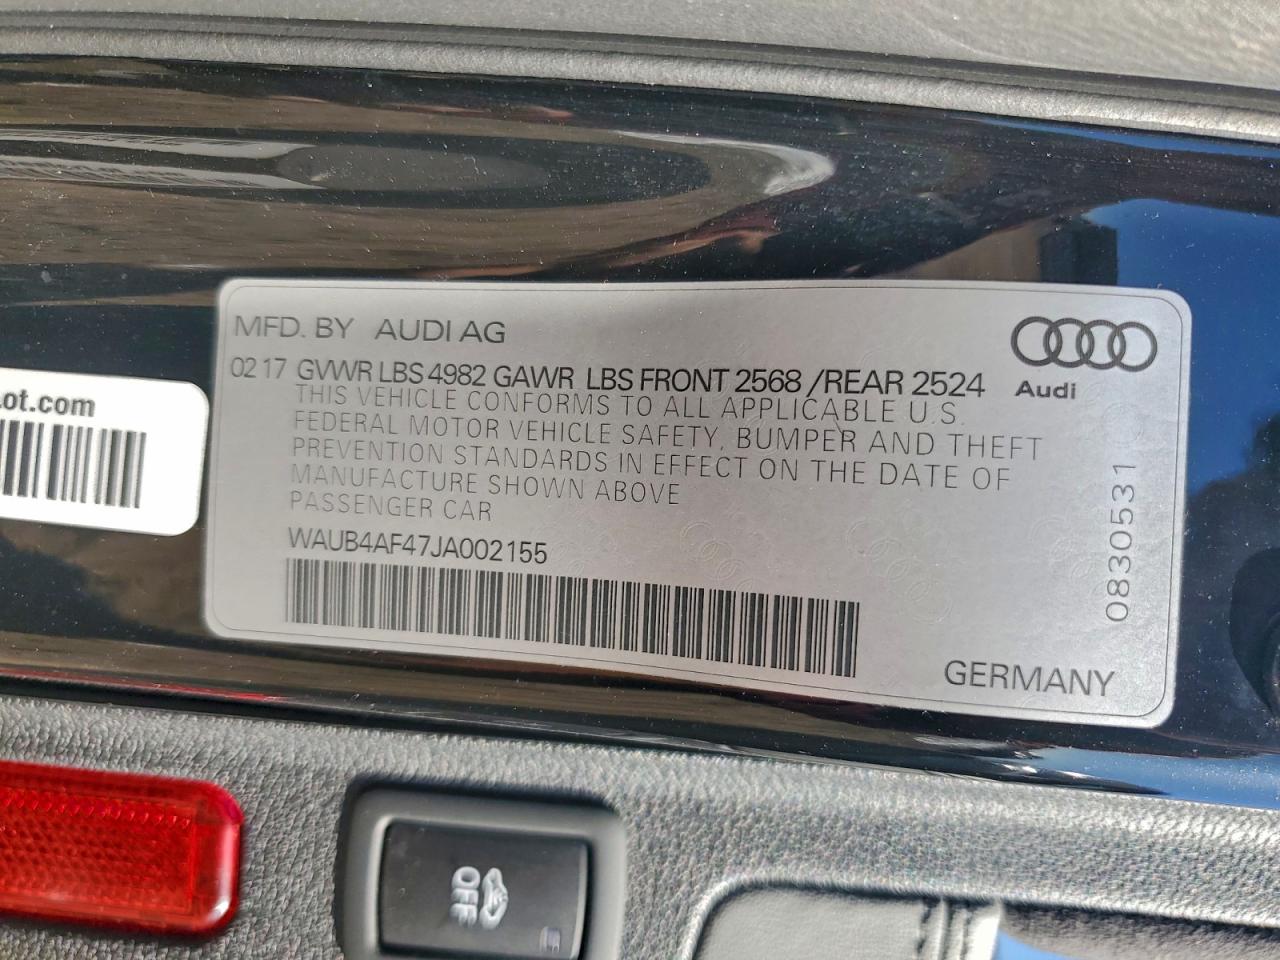 MFD. BY AUDI AG
02 17 GVWR LBS 4982 GAWR LBS FRONT 2568 /REAR 2524
THIS VEHICLE CONFORMS TO ALL APPLICABLE U.S.
FEDERAL MOTOR VEHICLE SAFETY, BUMPER AND THEFT
PREVENTION STANDARDS IN EFFECT ON THE DATE OF
MANUFACTURE SHOWN ABOVE
PASSENGER CAR
WAUB4AF47JA002155
Audi
0830531
GERMANY
ot.com
OFF